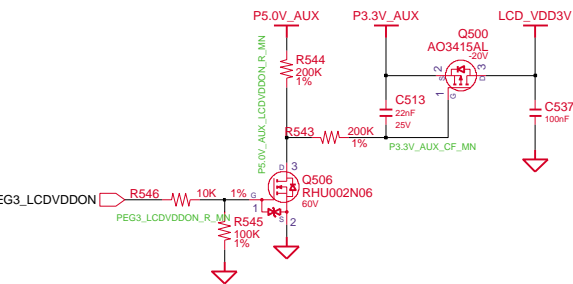 P5.0V_AUX
P3.3V_AUX
LCD_VDD3V
Q500
AO3415AL
-20V
2
3
S
D
1
G
R544
200K
1%
P5.0V_AUX_LCDVDDON_R_MN
C513
22nF
25V
C537
100nF
R543
200K
1%
P3.3V_AUX_CF_MN
D
3
Q506
RHU002N06
60V
PEG3_LCDVDDON
R546
10K
1%
G
1
S
2
PEG3_LCDVDDON_R_MN
R545
100K
1%